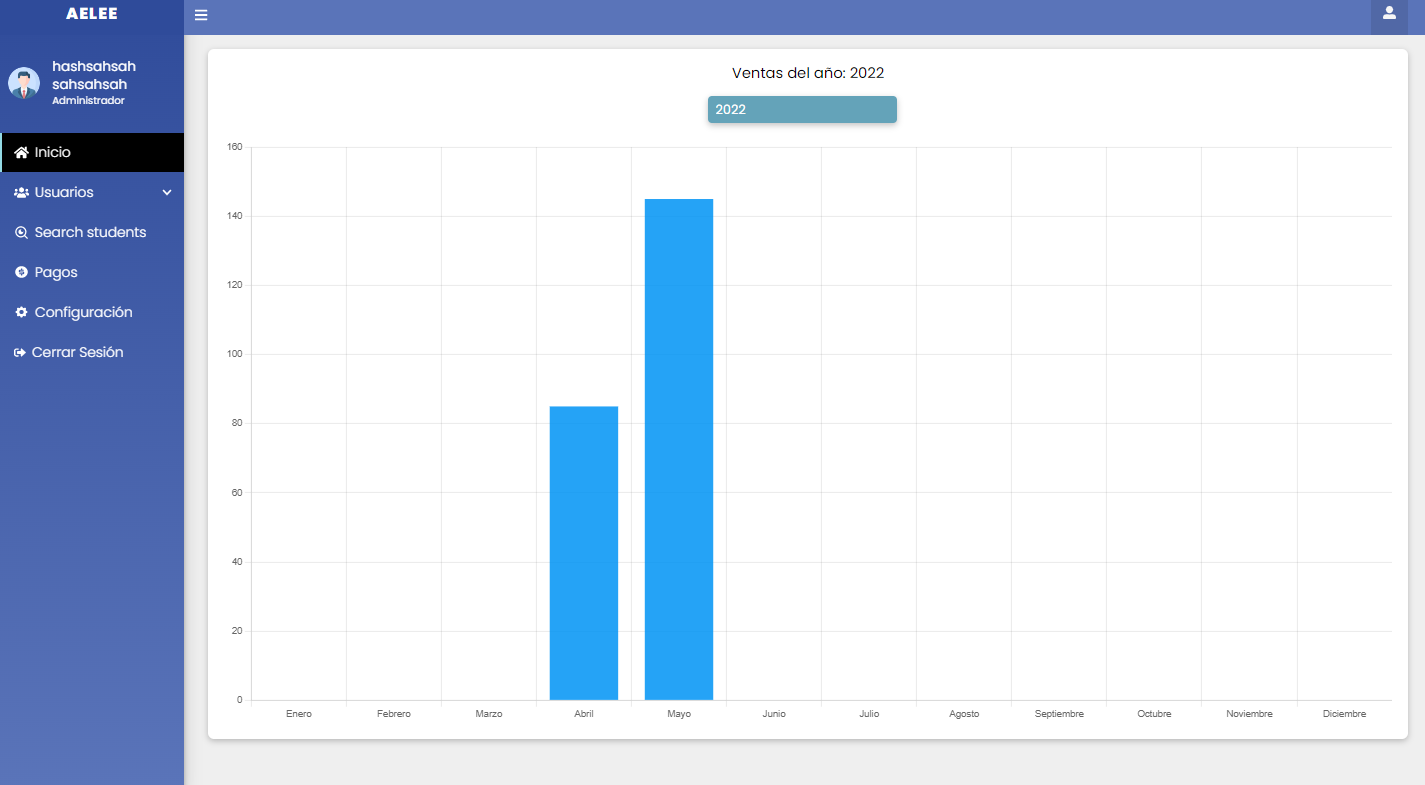 AELEE
hashsahsah
sahsahsah
Administrador
Inicio
Usuarios
Search students
Pagos
Configuración
Cerrar Sesión
Ventas del año: 2022
2022
160
140
120
100
80
60
40
20
0
Enero Febrero Marzo Abril Mayo Junio Julio Agosto Septiembre Octubre Noviembre Diciembre